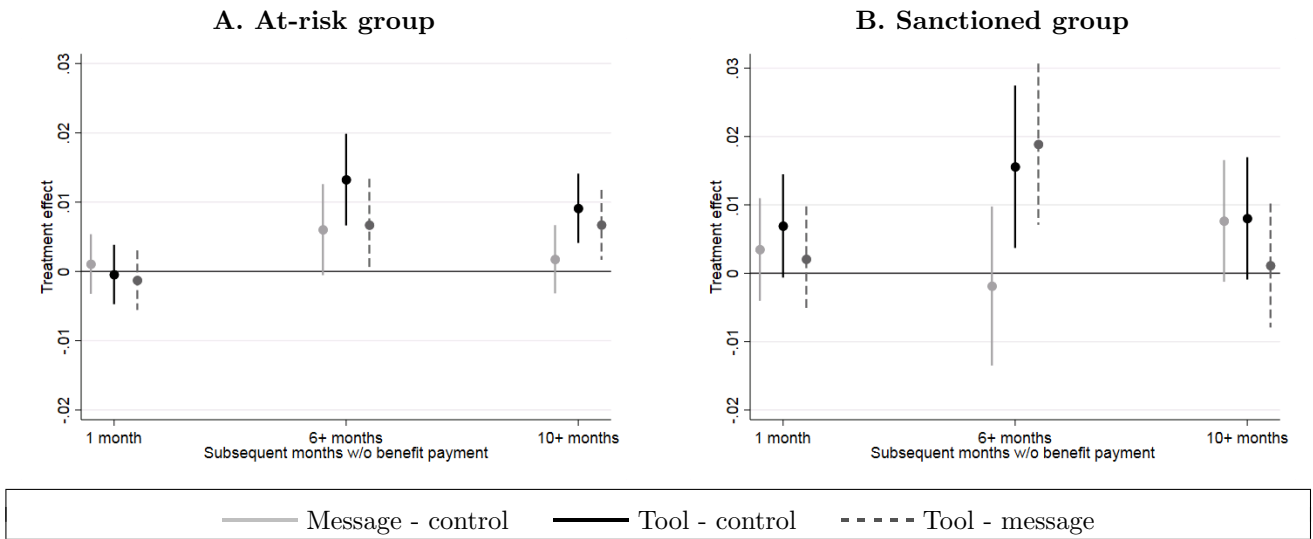 A. At-risk group
B. Sanctioned group
Treatment effect
.03
.02
.01
0
-.01
-.02
1 month
6+ months
10+ months
Subsequent months w/o benefit payment
Treatment effect
.03
.02
.01
0
-.01
-.02
1 month
6+ months
10+ months
Subsequent months w/o benefit payment
Message - control
Tool - control
Tool - message